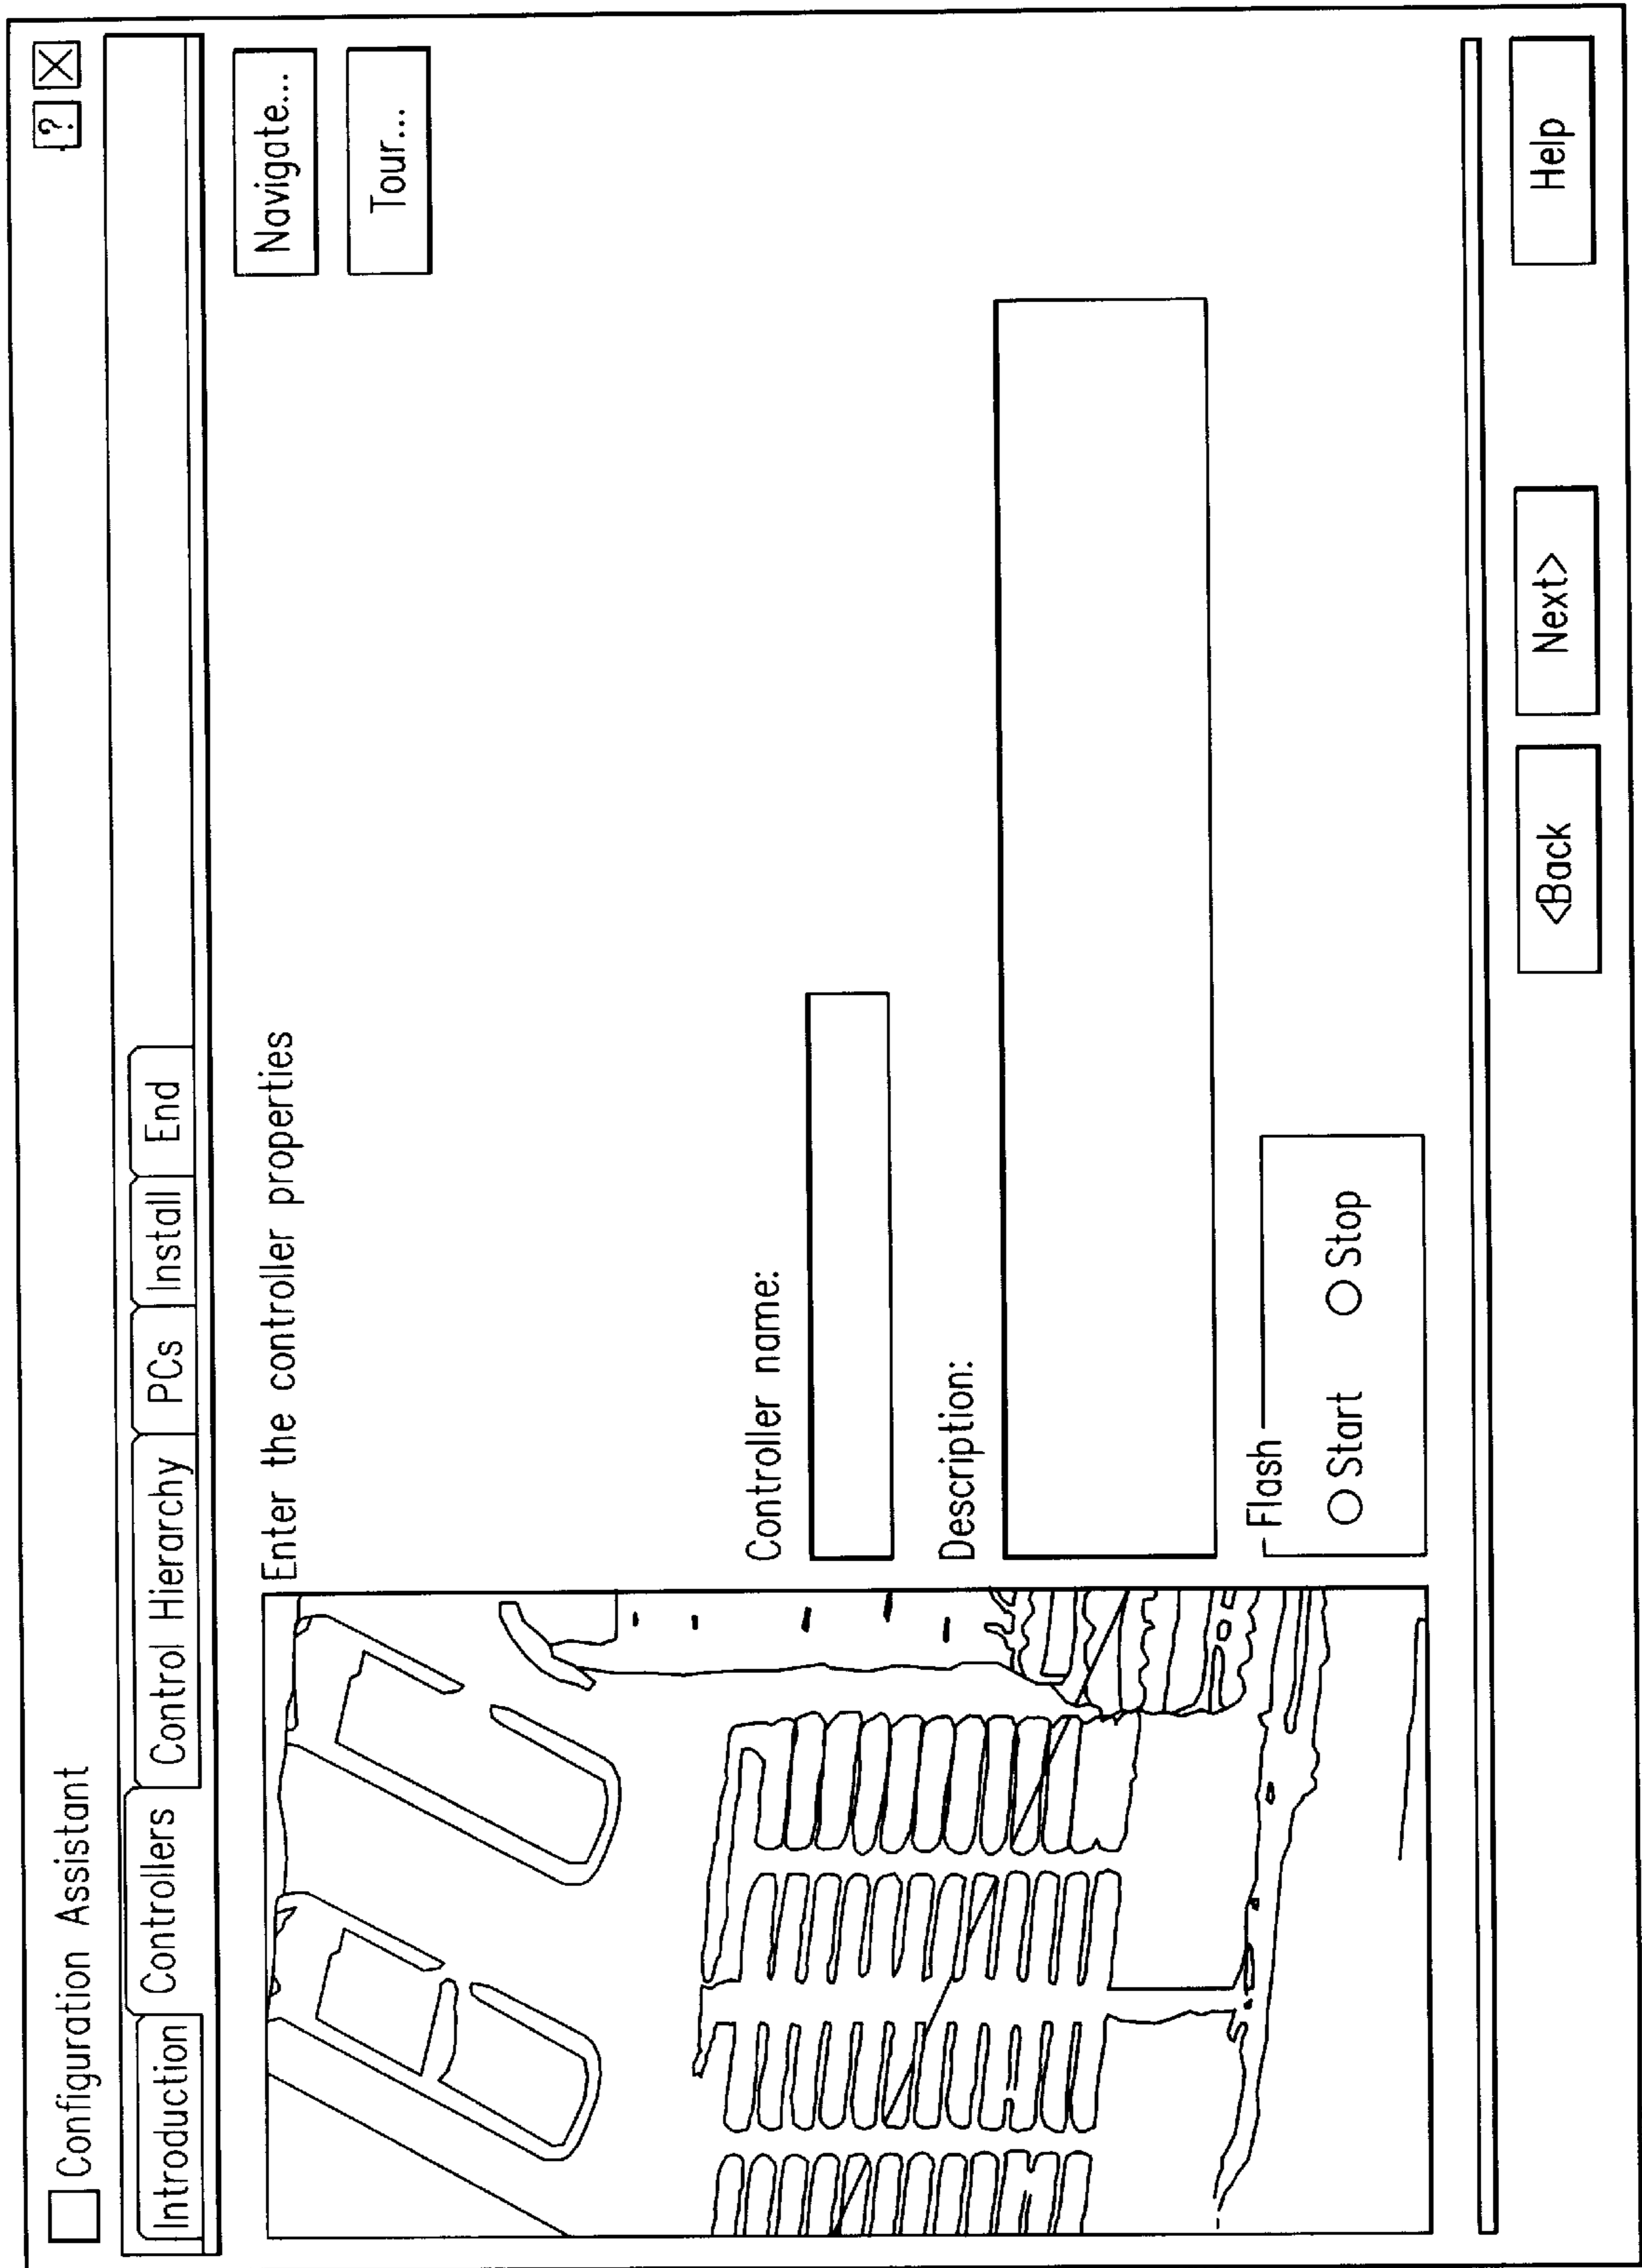 Configuration Assistant ? X
Introduction Controllers Control Hierarchy PCs Install End
Enter the controller properties
Navigate...
Tour...
Controller name:
Description:
Flash
Start Stop
<Back Next> Help